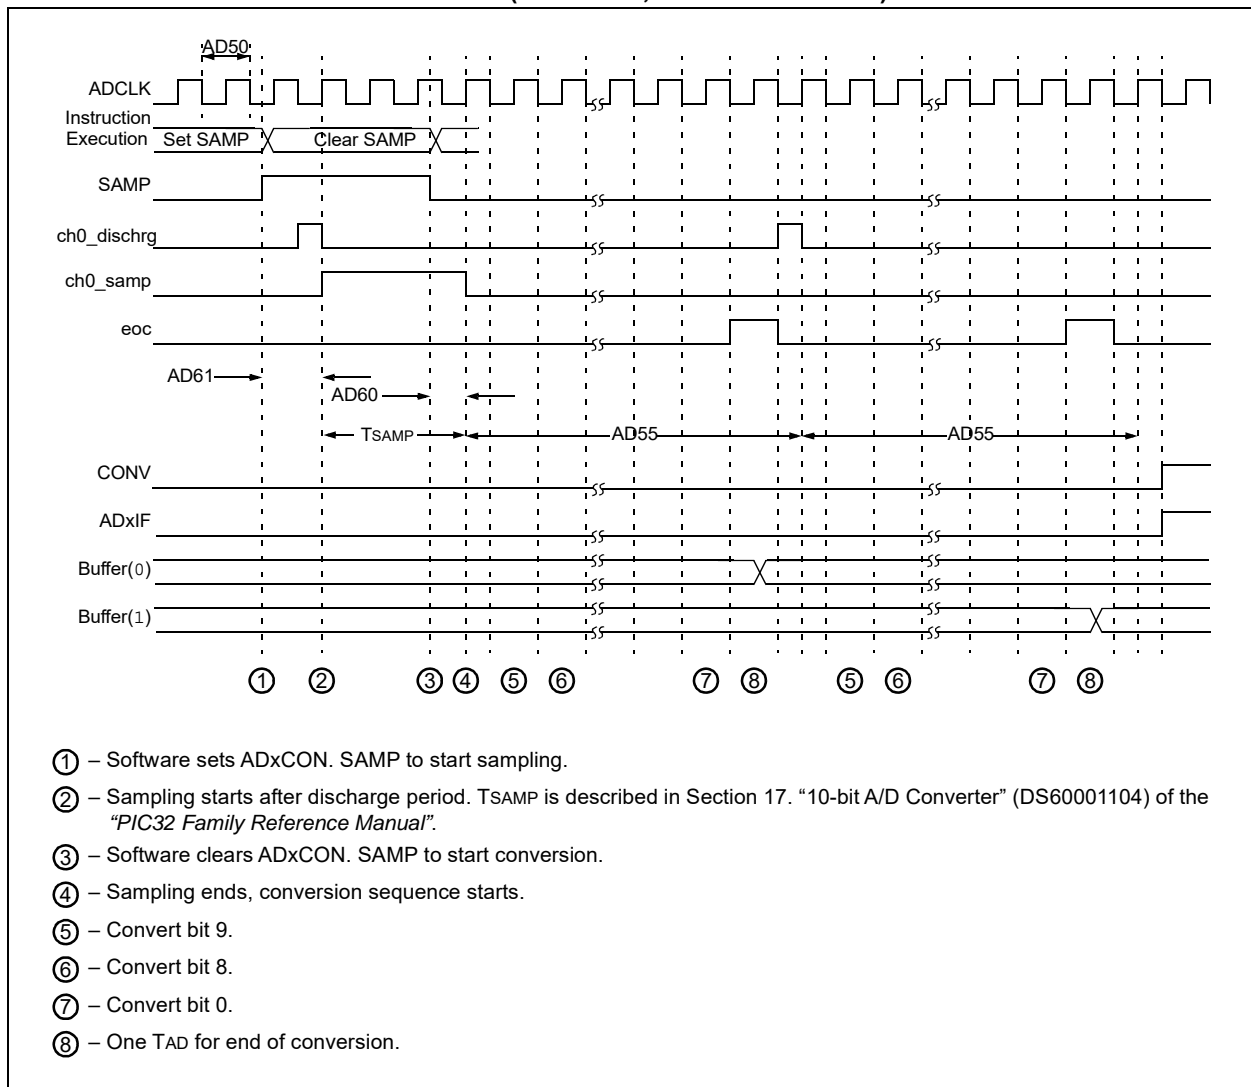 AD50
ADCLK
Instruction
Execution Set SAMP Clear SAMP
SAMP
ch0_dischrg
ch0_samp
eoc
AD61
AD60
TSAMP AD55 AD55
CONV
ADxIF
Buffer(0)
Buffer(1)
1 2 3 4 5 6 7 8 5 6 7 8
1 – Software sets ADxCON. SAMP to start sampling.
2 – Sampling starts after discharge period. TSAMP is described in Section 17. “10-bit A/D Converter” (DS60001104) of the
“PIC32 Family Reference Manual”.
3 – Software clears ADxCON. SAMP to start conversion.
4 – Sampling ends, conversion sequence starts.
5 – Convert bit 9.
6 – Convert bit 8.
7 – Convert bit 0.
8 – One TAD for end of conversion.